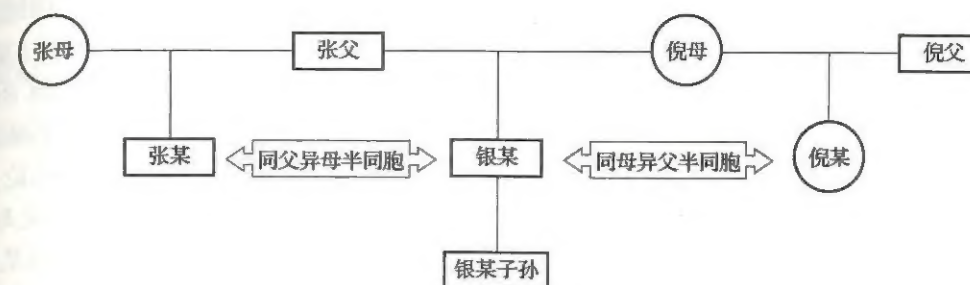 张母
张父
倪母
倪父
张某
同父异母半同胞
银某
同母异父半同胞
倪某
银某子孙